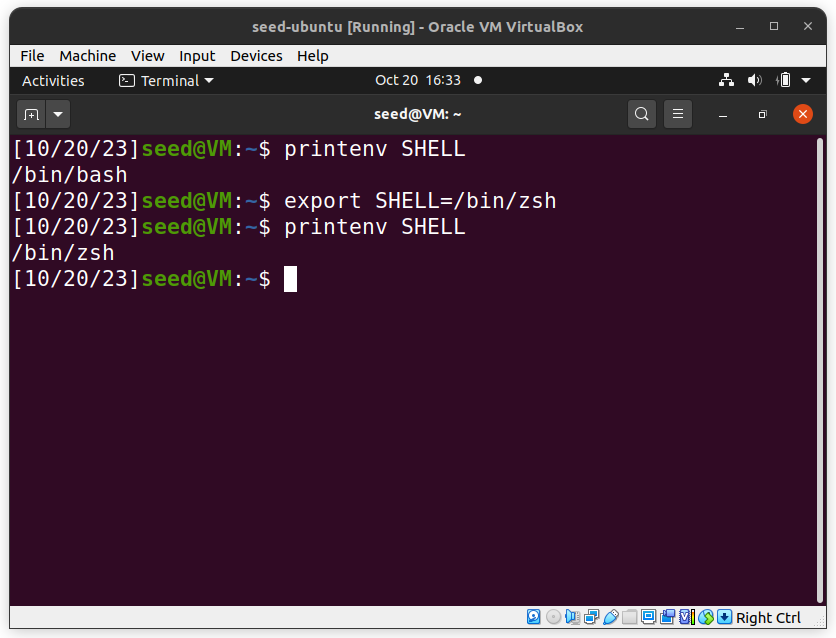 seed-ubuntu [Running] - Oracle VM VirtualBox
File Machine View Input Devices Help
Activities Terminal Oct 20 16:33
seed@VM: ~
[10/20/23]seed@VM:~$ printenv SHELL
/bin/bash
[10/20/23]seed@VM:~$ export SHELL=/bin/zsh
[10/20/23]seed@VM:~$ printenv SHELL
/bin/zsh
[10/20/23]seed@VM:~$
Right Ctrl